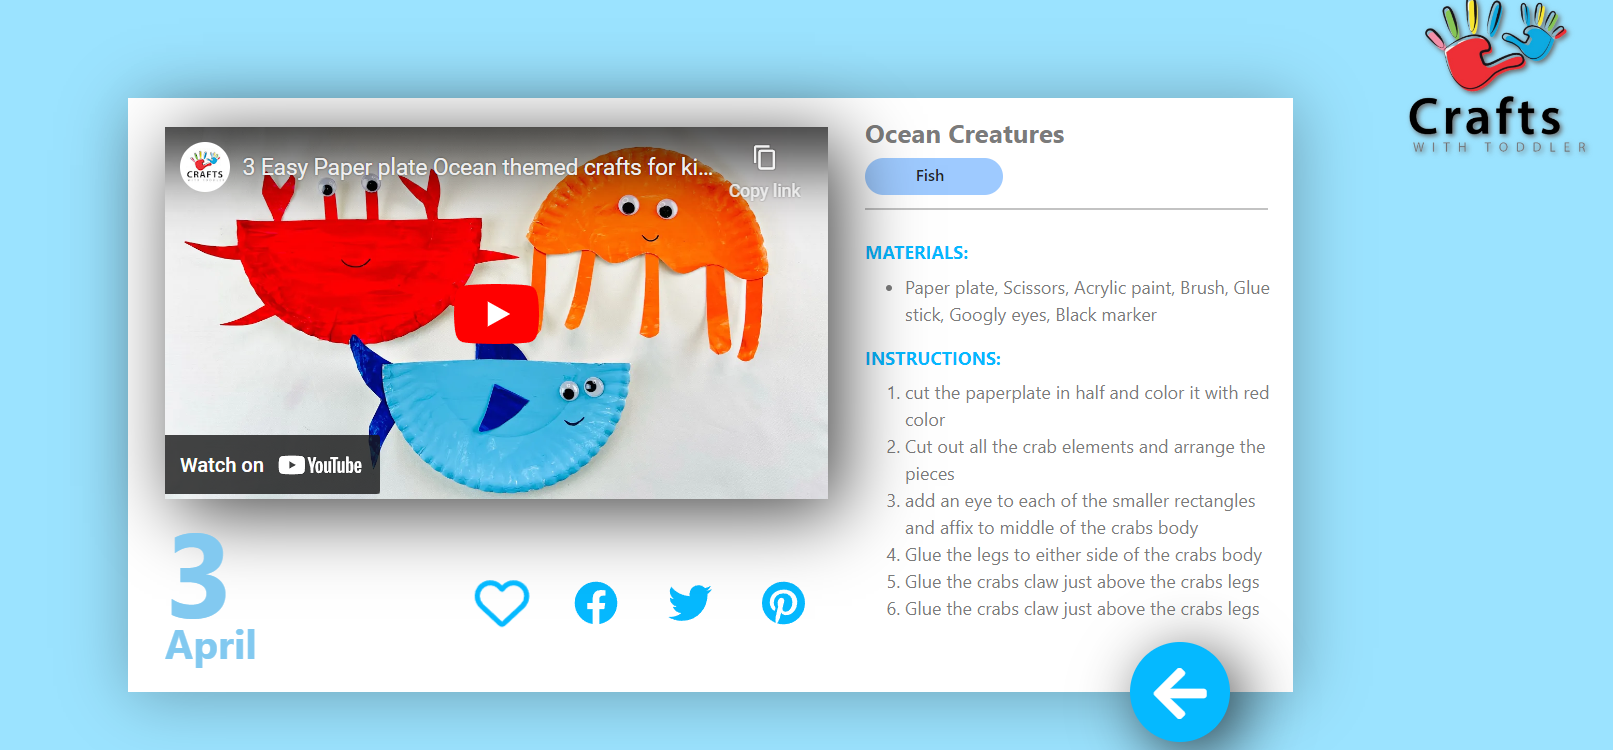 Crafts
WITH TODDLER
CRAFTS
WITH TODDLER
3 Easy Paper plate Ocean themed crafts for ki...
Copy link
Watch on YouTube
3
April
Ocean Creatures
Fish
MATERIALS:
Paper plate, Scissors, Acrylic paint, Brush, Glue
stick, Googly eyes, Black marker
INSTRUCTIONS:
1. cut the paperplate in half and color it with red
color
2. Cut out all the crab elements and arrange the
pieces
3. add an eye to each of the smaller rectangles
and affix to middle of the crabs body
4. Glue the legs to either side of the crabs body
5. Glue the crabs claw just above the crabs legs
6. Glue the crabs claw just above the crabs legs